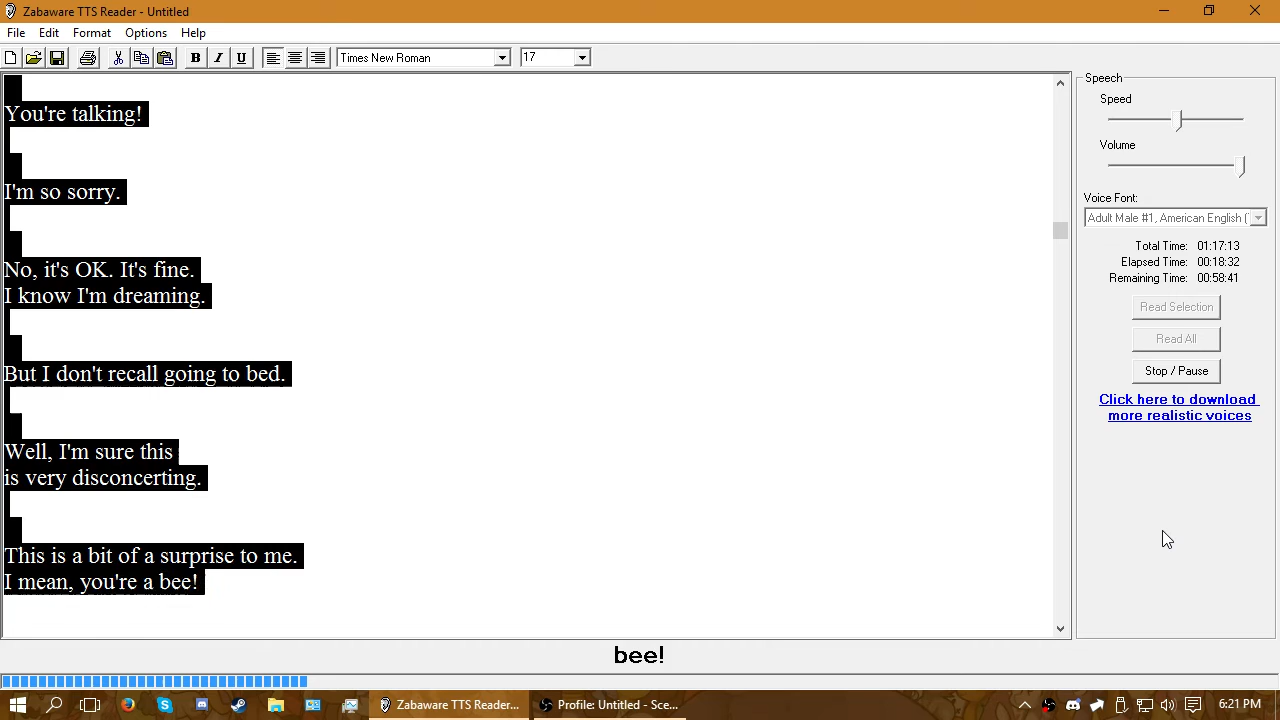 Zabaware TTS Reader - Untitled
File Edit Format Options Help
B I U Times New Roman 17
You're talking!
I'm so sorry.
No, it's OK. It's fine.
I know I'm dreaming.
But I don't recall going to bed.
Well, I'm sure this
is very disconcerting.
This is a bit of a surprise to me.
I mean, you're a bee!
Speech
Speed
Volume
Voice Font:
Adult Male #1, American English (
Total Time: 01:17:13
Elapsed Time: 00:18:32
Remaining Time: 00:58:41
Read Selection
Read All
Stop / Pause
Click here to download
more realistic voices
bee!
Zabaware TTS Reader... Profile: Untitled - Sce... 6:21 PM